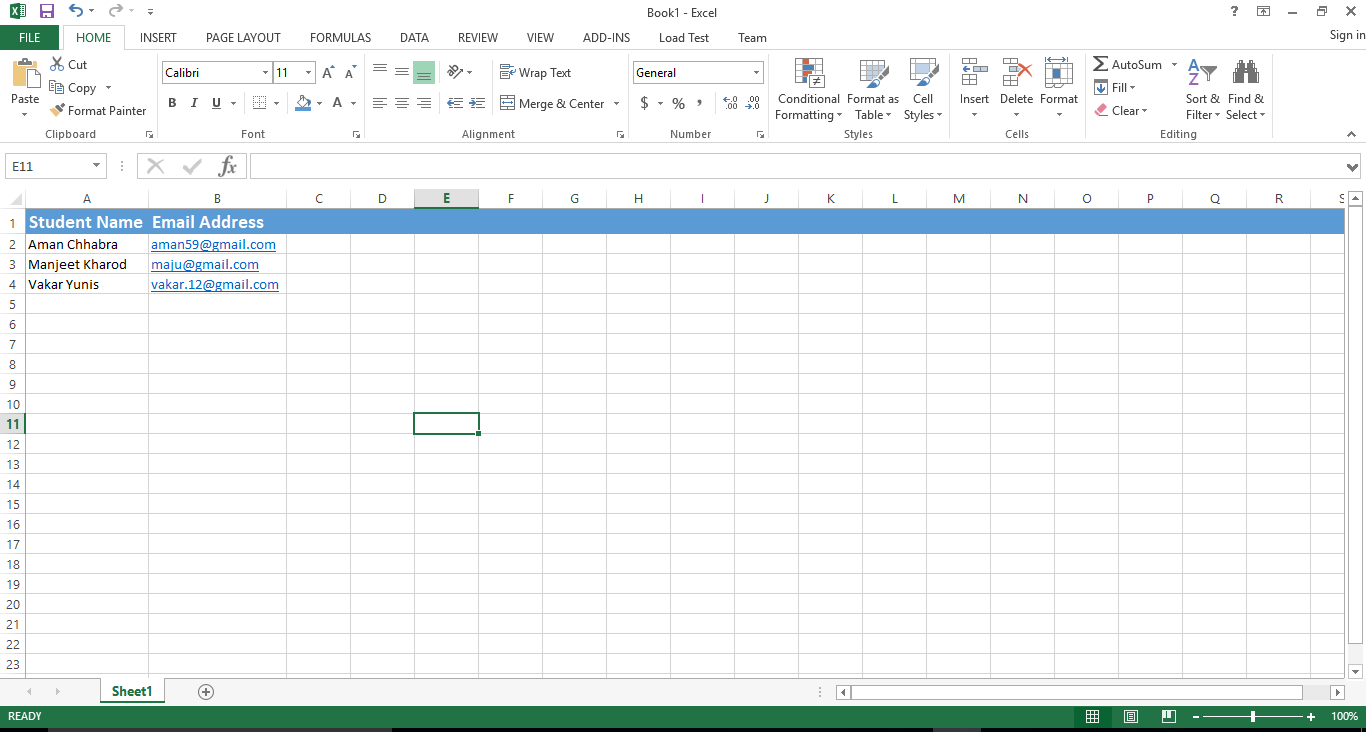 Book1 - Excel
?
FILE HOME INSERT PAGE LAYOUT FORMULAS DATA REVIEW VIEW ADD-INS Load Test Team Sign in
Paste
Cut
Copy
Format Painter
Clipboard
Calibri 11 A A
B I U A
Font
Wrap Text
Merge & Center
Alignment
General
$ % , .00 .00
Number
Conditional Formatting
Format as Table
Cell Styles
Styles
Insert Delete Format
Cells
AutoSum
Fill
Clear
Sort & Filter
Find & Select
Editing
E11 fx
A B C D E F G H I J K L M N O P Q R S
1 Student Name Email Address
2 Aman Chhabra aman59@gmail.com
3 Manjeet Kharod maju@gmail.com
4 Vakar Yunis vakar.12@gmail.com
5
6
7
8
9
10
11
12
13
14
15
16
17
18
19
20
21
22
23
Sheet1
READY 100%